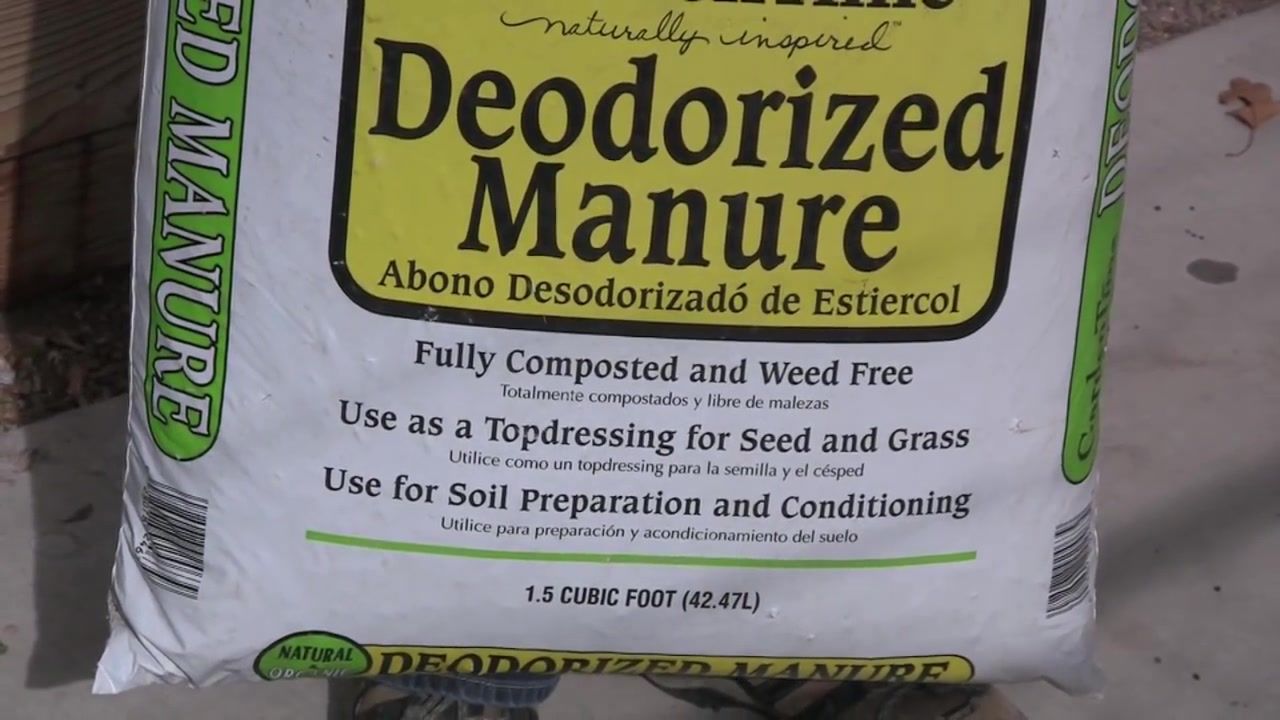 naturally inspired™
Deodorized
Manure
Abono Desodorizadó de Estiercol
Fully Composted and Weed Free
Totalmente compostados y libre de malezas
Use as a Topdressing for Seed and Grass
Utilice como un topdressing para la semilla y el césped
Use for Soil Preparation and Conditioning
Utilice para preparación y acondicionamiento del suelo
1.5 CUBIC FOOT (42.47L)
NATURAL
ORGANIC
DEODORIZED MANURE
MANURE